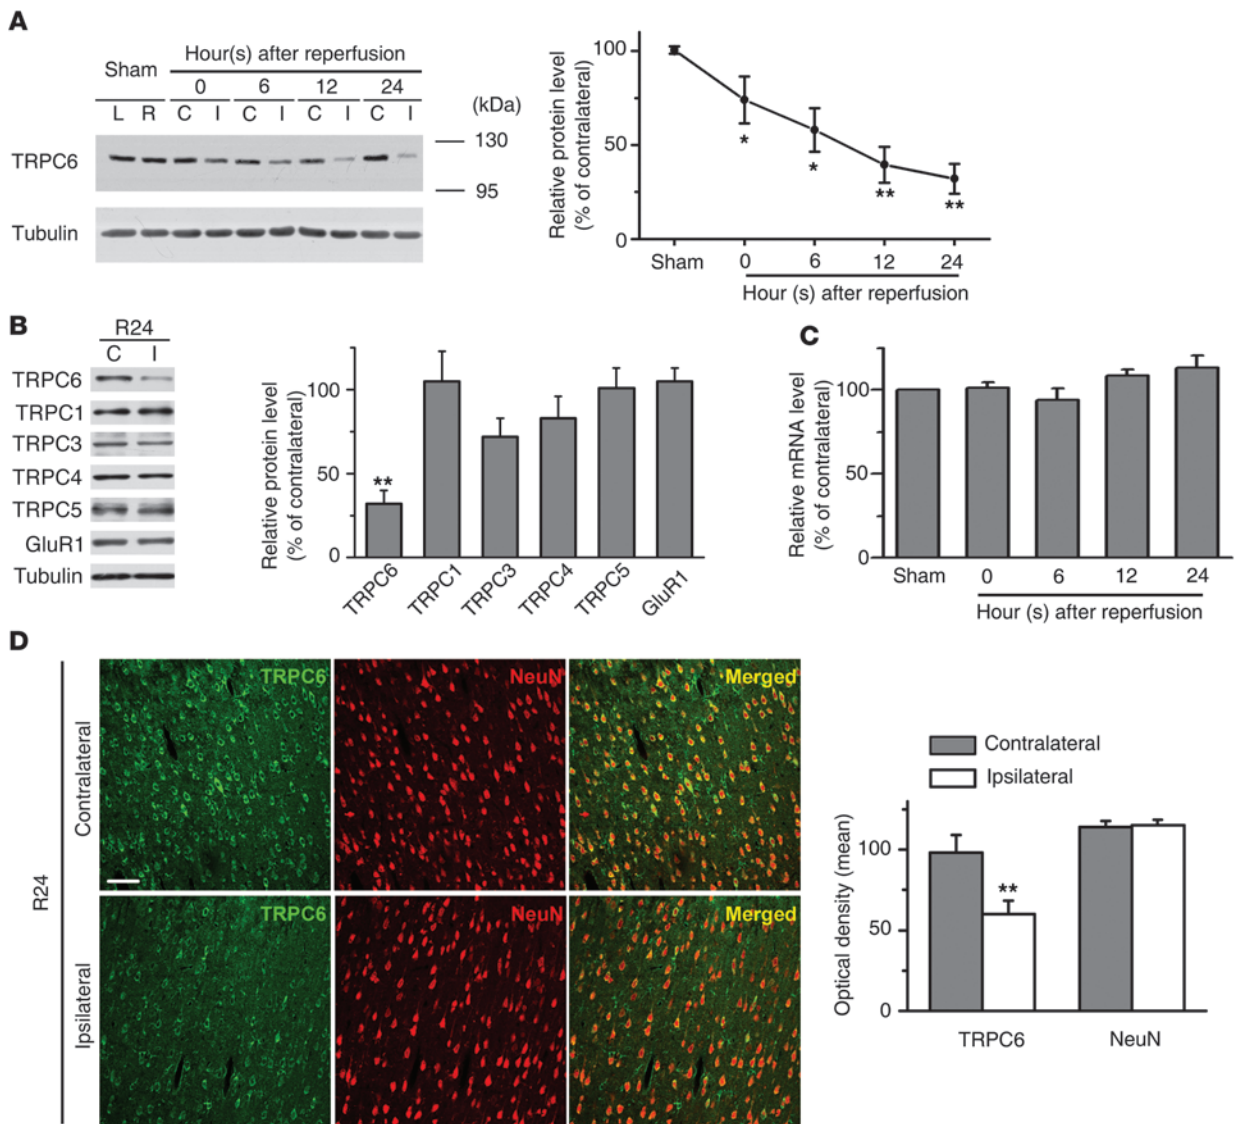 A
Sham
Hour(s) after reperfusion
0 6 12 24
L R C I C I C I C I
(kDa)
TRPC6
130
95
Tubulin
Relative protein level
(% of contralateral)
100
50
0
*
*
**
**
Sham 0 6 12 24
Hour (s) after reperfusion
B
R24
C I
TRPC6
TRPC1
TRPC3
TRPC4
TRPC5
GluR1
Tubulin
Relative protein level
(% of contralateral)
100
50
0
**
TRPC6 TRPC1 TRPC3 TRPC4 TRPC5 GluR1
C
Relative mRNA level
(% of contralateral)
100
50
0
Sham 0 6 12 24
Hour (s) after reperfusion
D
R24
Contralateral
TRPC6 NeuN Merged
Ipsilateral
TRPC6 NeuN Merged
Contralateral
Ipsilateral
Optical density (mean)
100
50
0
**
TRPC6 NeuN